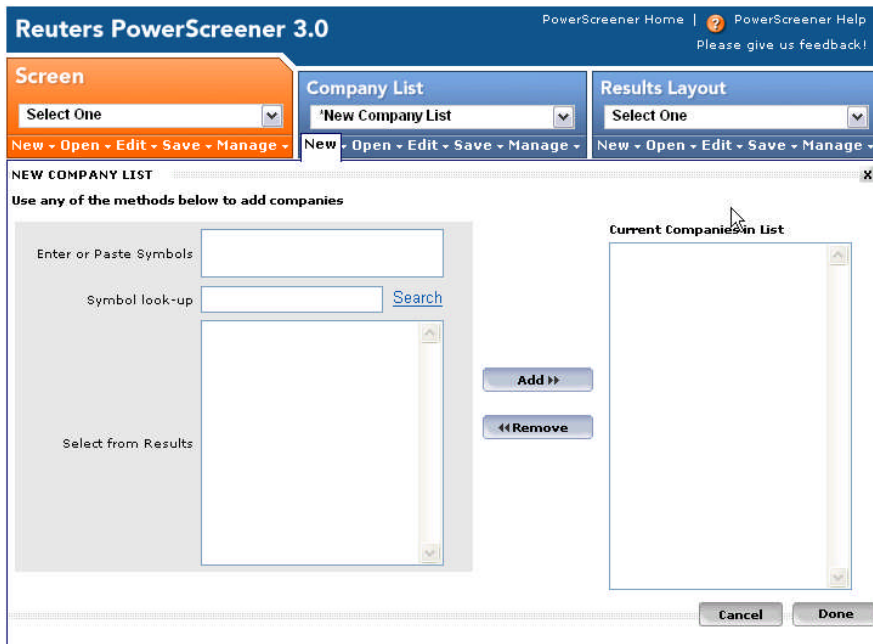 Reuters PowerScreener 3.0
PowerScreener Home | ? PowerScreener Help
Please give us feedback!
Screen
Select One
New Open Edit Save Manage
Company List
*New Company List
New Open Edit Save Manage
Results Layout
Select One
New Open Edit Save Manage
NEW COMPANY LIST x
Use any of the methods below to add companies
Enter or Paste Symbols
Symbol look-up Search
Select from Results
Add
Remove
Current Companies in List
Cancel Done